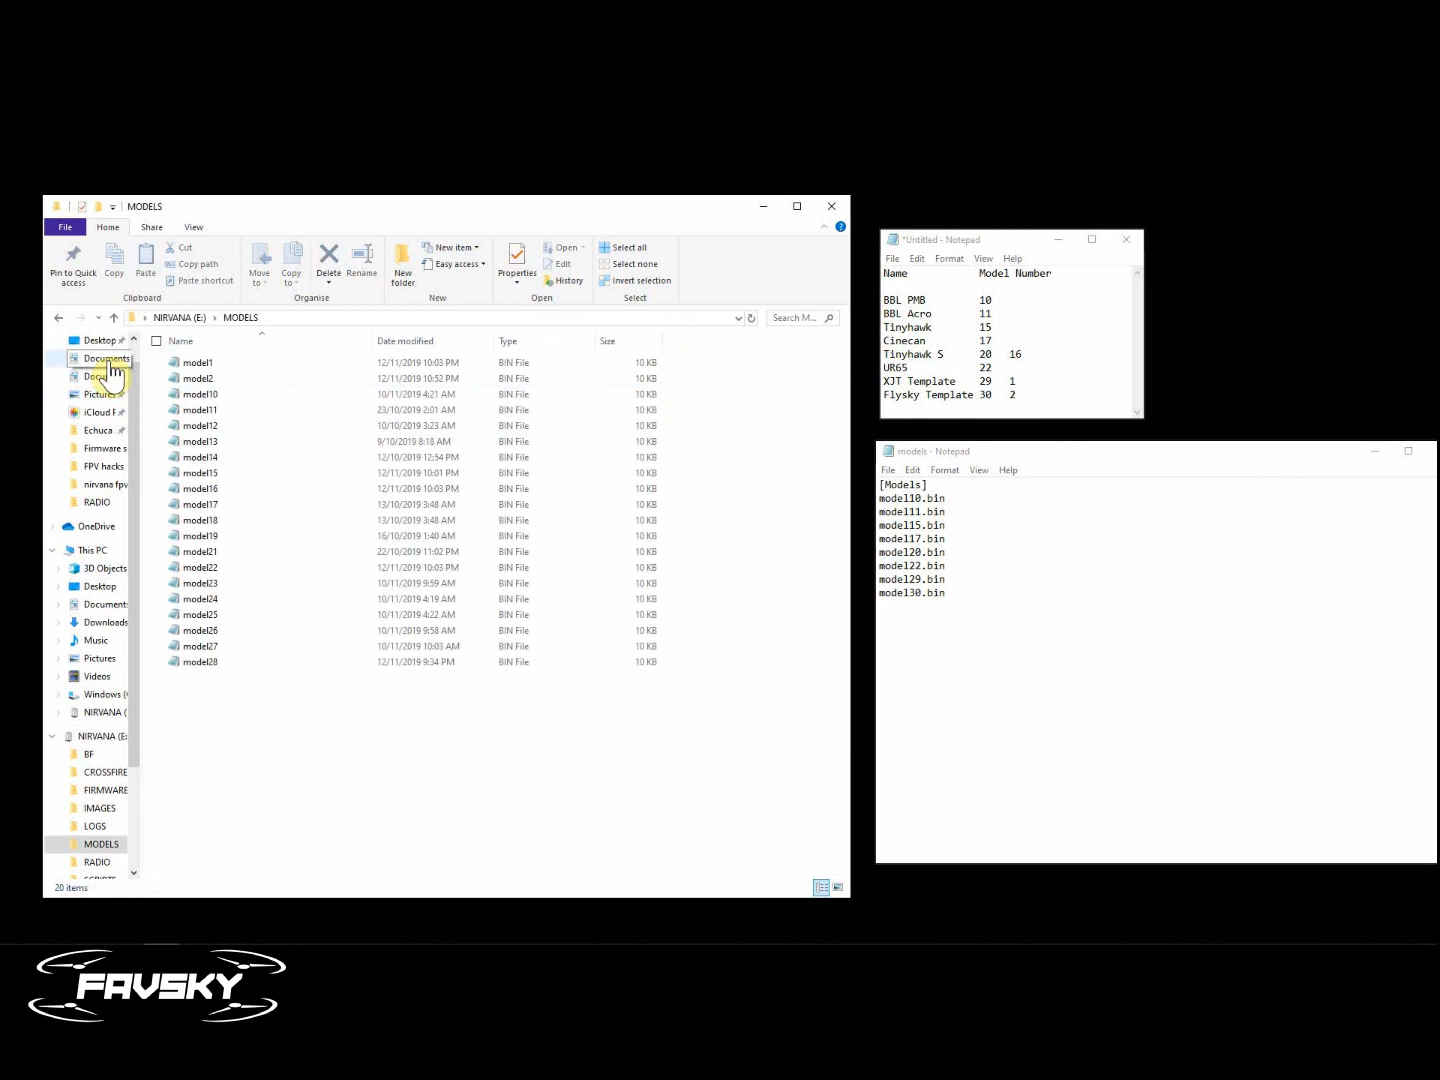 MODELS
File Home Share View
Pin to Quick access
Copy
Paste
Cut
Copy path
Paste shortcut
Clipboard
Move to
Copy to
Delete
Rename
Organise
New folder
New item
Easy access
New
Properties
Open
Edit
History
Open
Select all
Select none
Invert selection
Select
NIRVANA (E:) > MODELS
Search M...
Desktop
Documents
Docu
Pictures
iCloud F
Echuca
Firmware s
FPV hacks
nirvana fpv
RADIO
OneDrive
This PC
3D Objects
Desktop
Documents
Downloads
Music
Pictures
Videos
Windows (
NIRVANA (
NIRVANA (E:
BF
CROSSFIRE
FIRMWARE
IMAGES
LOGS
MODELS
RADIO
Name Date modified Type Size
model1 12/11/2019 10:03 PM BIN File 10 KB
model2 12/11/2019 10:52 PM BIN File 10 KB
model10 10/11/2019 4:21 AM BIN File 10 KB
model11 23/10/2019 2:01 AM BIN File 10 KB
model12 10/10/2019 3:23 AM BIN File 10 KB
model13 9/10/2019 8:18 AM BIN File 10 KB
model14 12/10/2019 12:54 PM BIN File 10 KB
model15 12/11/2019 10:01 PM BIN File 10 KB
model16 12/11/2019 10:03 PM BIN File 10 KB
model17 13/10/2019 3:48 AM BIN File 10 KB
model18 13/10/2019 3:48 AM BIN File 10 KB
model19 16/10/2019 1:40 AM BIN File 10 KB
model21 22/10/2019 11:02 PM BIN File 10 KB
model22 12/11/2019 10:03 PM BIN File 10 KB
model23 10/11/2019 9:59 AM BIN File 10 KB
model24 10/11/2019 4:19 AM BIN File 10 KB
model25 10/11/2019 4:22 AM BIN File 10 KB
model26 10/11/2019 9:58 AM BIN File 10 KB
model27 10/11/2019 10:03 AM BIN File 10 KB
model28 12/11/2019 9:34 PM BIN File 10 KB
20 items
*Untitled - Notepad
File Edit Format View Help
Name Model Number
BBL PMB 10
BBL Acro 11
Tinyhawk 15
Cinecan 17
Tinyhawk S 20 16
UR65 22
XJT Template 29 1
Flysky Template 30 2
models - Notepad
File Edit Format View Help
[Models]
model10.bin
model11.bin
model15.bin
model17.bin
model20.bin
model22.bin
model29.bin
model30.bin
FAVSKY